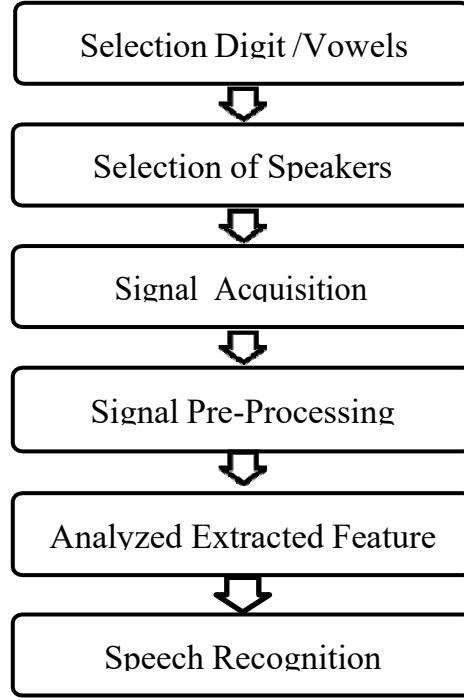 Selection Digit /Vowels
Selection of Speakers
Signal Acquisition
Signal Pre-Processing
Analyzed Extracted Feature
Speech Recognition